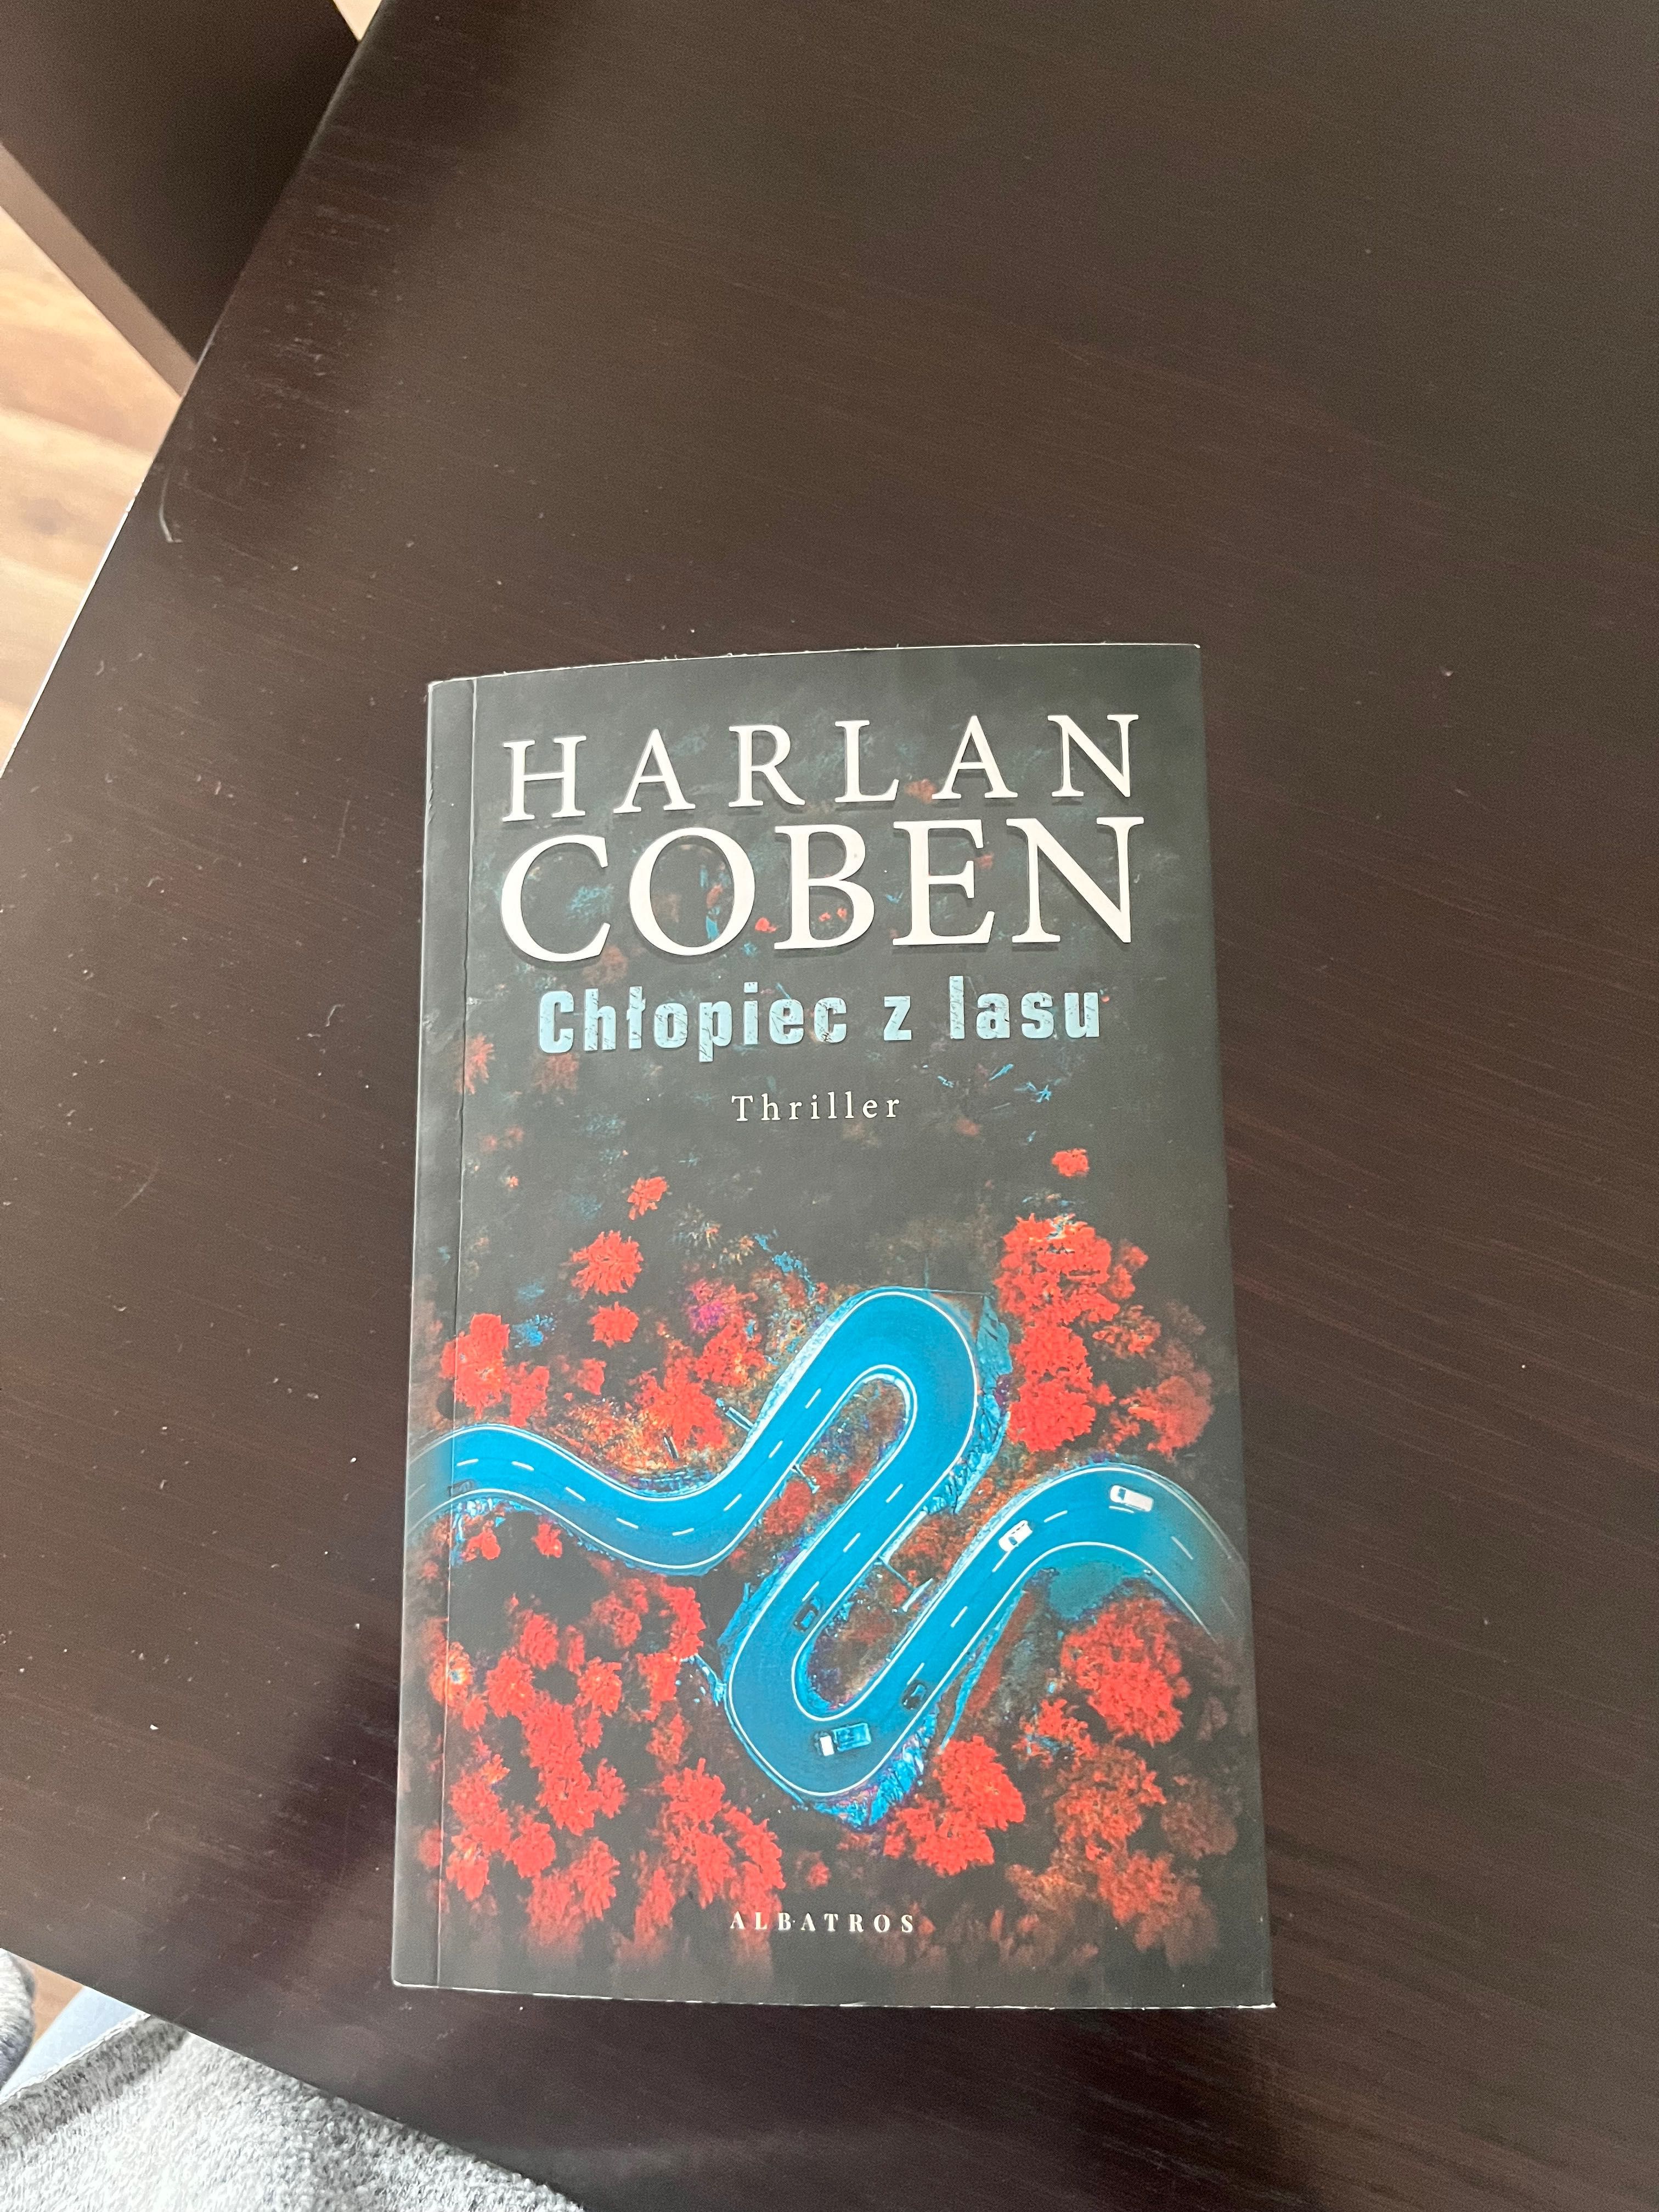 HARLAN
COBEN
Chłopiec z lasu
Thriller
ALBATROS